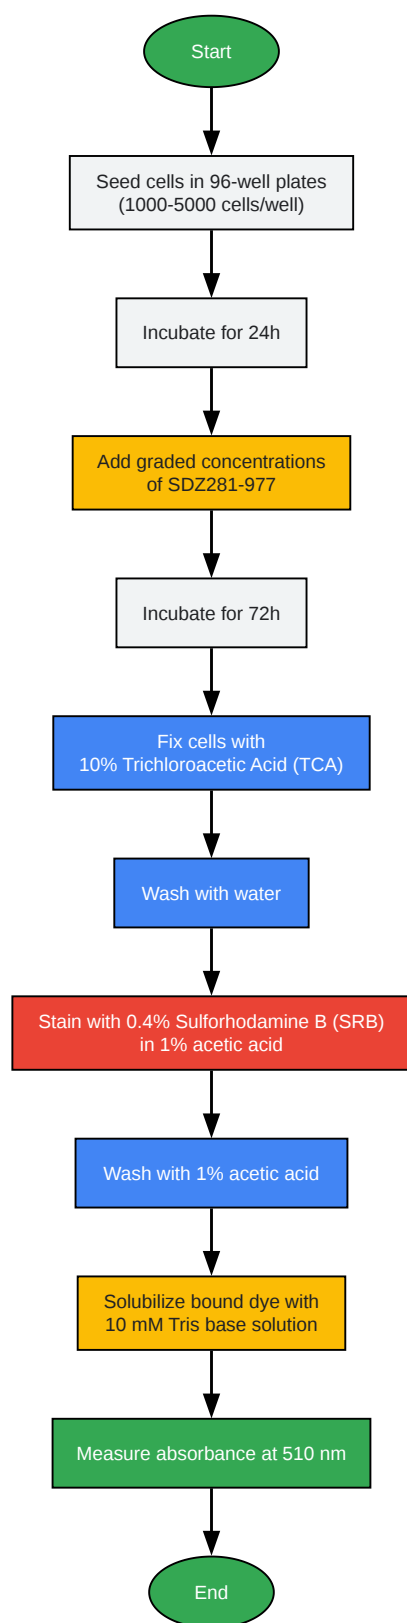 Start
Seed cells in 96-well plates
(1000-5000 cells/well)
Incubate for 24h
Add graded concentrations
of SDZ281-977
Incubate for 72h
Fix cells with
10% Trichloroacetic Acid (TCA)
Wash with water
Stain with 0.4% Sulforhodamine B (SRB)
in 1% acetic acid
Wash with 1% acetic acid
Solubilize bound dye with
10 mM Tris base solution
Measure absorbance at 510 nm
End